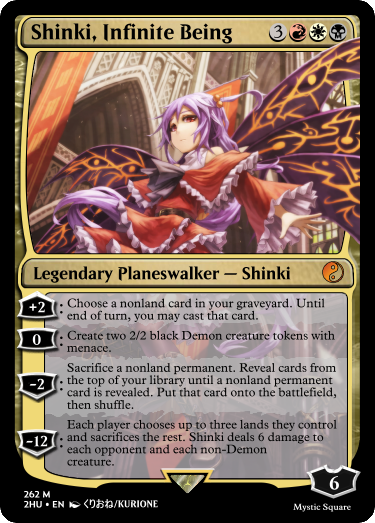 Shinki, Infinite Being 3
Legendary Planeswalker — Shinki
+2: Choose a nonland card in your graveyard. Until
end of turn, you may cast that card.
0: Create two 2/2 black Demon creature tokens with
menace.
Sacrifice a nonland permanent. Reveal cards from
the top of your library until a nonland permanent
-2: card is revealed. Put that card onto the battlefield,
then shuffle.
Each player chooses up to three lands they control
and sacrifices the rest. Shinki deals 6 damage to
-12: each opponent and each non-Demon
creature.
6
262 M
2HU • EN くりおね/KURIONE
Mystic Square